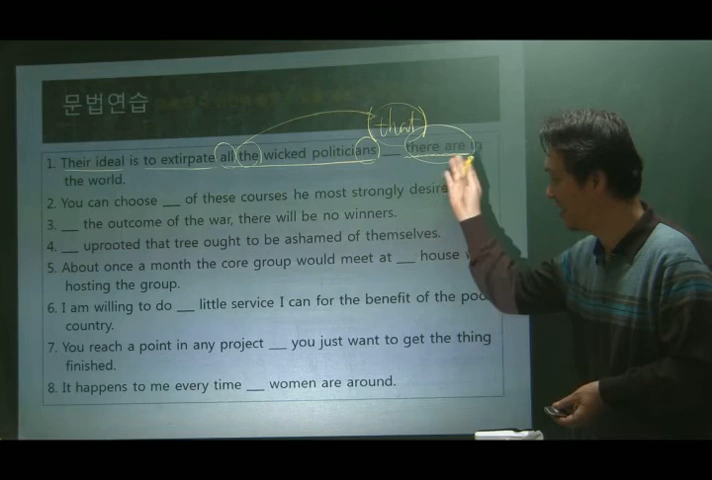 문법연습
that
1. Their ideal is to extirpate all the wicked politicians ___ there are in
the world.
2. You can choose ___ of these courses he most strongly desire
3. ___ the outcome of the war, there will be no winners.
4. ___ uprooted that tree ought to be ashamed of themselves.
5. About once a month the core group would meet at ___ house
hosting the group.
6. I am willing to do ___ little service I can for the benefit of the poo
country.
7. You reach a point in any project ___ you just want to get the thing
finished.
8. It happens to me every time ___ women are around.